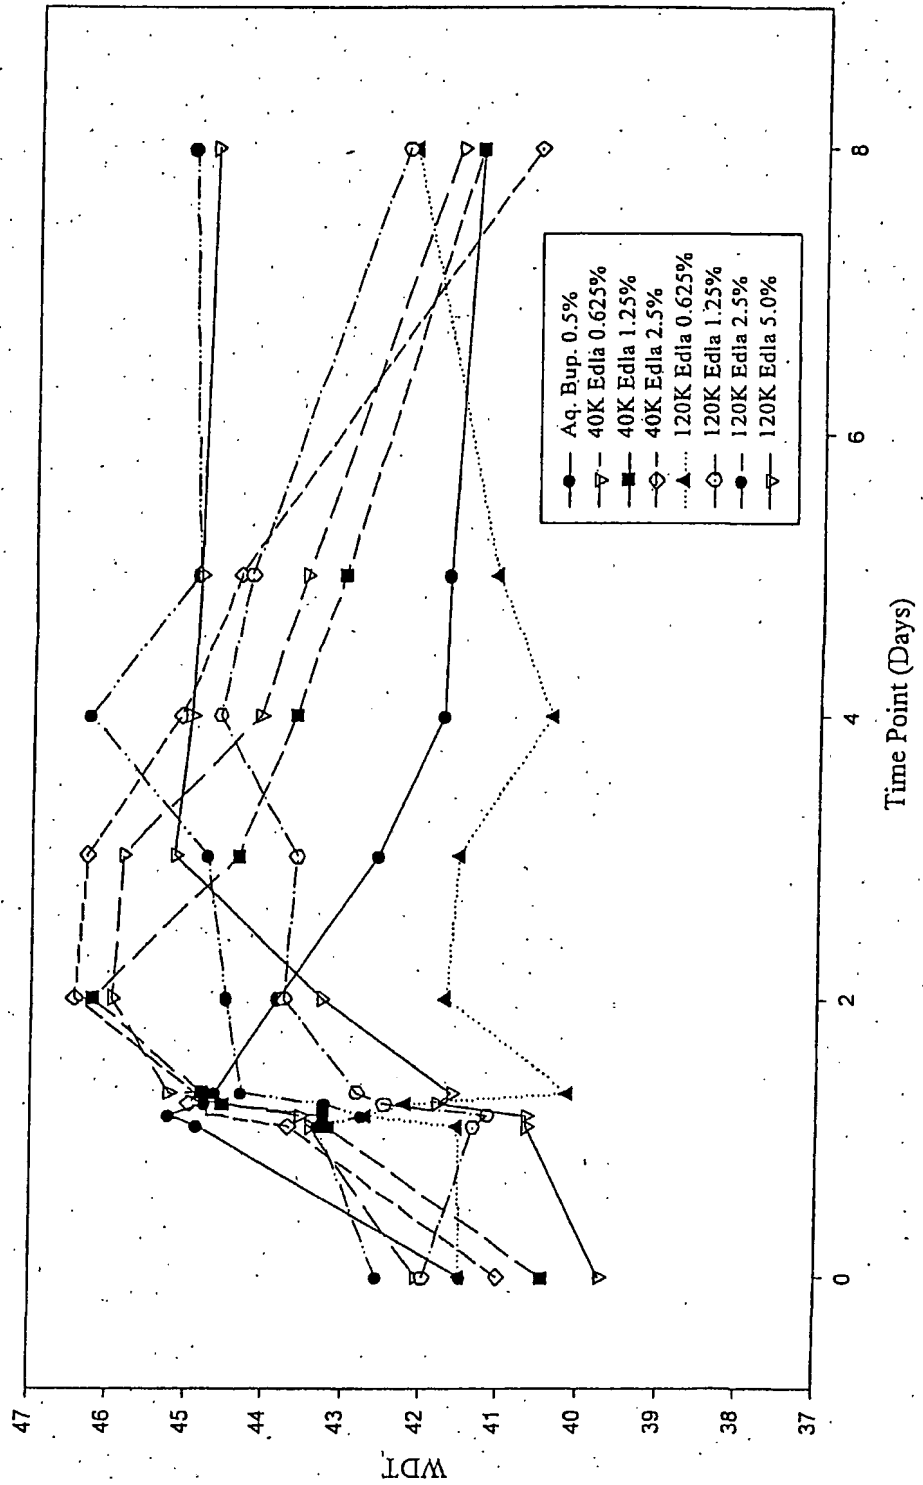 WDT
47
46
45
44
43
42
41
40
39
38
37
0
2
4
6
8
Time Point (Days)
Aq. Bup. 0.5%
40K Edla 0.625%
40K Edla 1.25%
40K Edla 2.5%
120K Edla 0.625%
120K Edla 1.25%
120K Edla 2.5%
120K Edla 5.0%